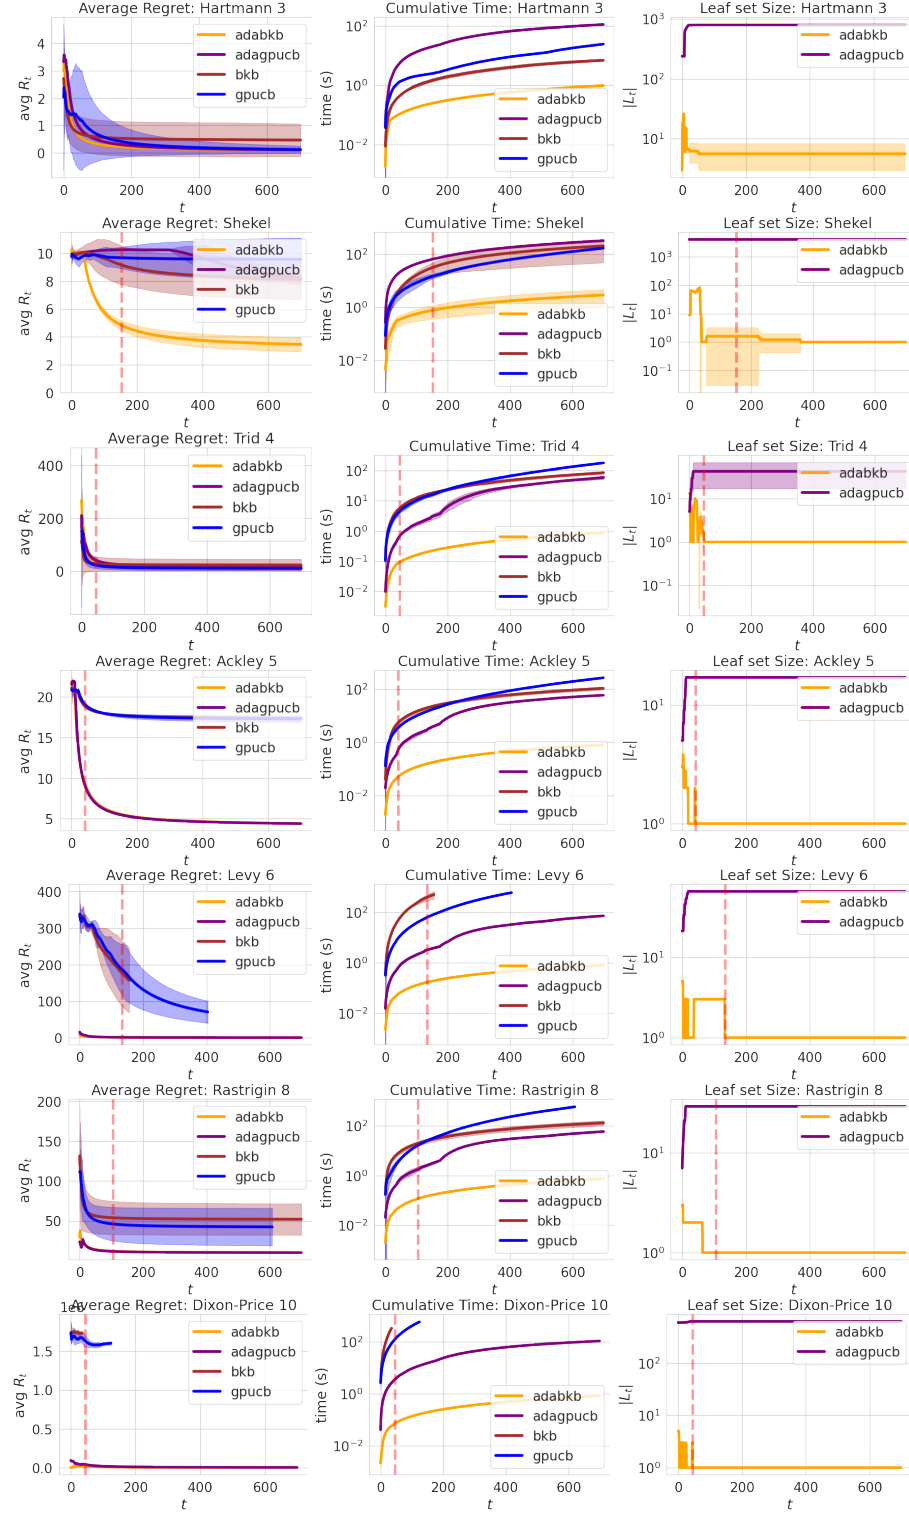 Average Regret: Hartmann 3
avg Rt
4
3
2
1
0
0 200 400 600
t
adabkb
adagpucb
bkb
gpucb
Cumulative Time: Hartmann 3
time (s)
10^2
10^0
10^−2
0 200 400 600
t
adabkb
adagpucb
bkb
gpucb
Leaf set Size: Hartmann 3
|Lt|
10^3
10^2
10^1
0 200 400 600
t
adabkb
adagpucb
Average Regret: Shekel
avg Rt
10
8
6
4
2
0
0 200 400 600
t
adabkb
adagpucb
bkb
gpucb
Cumulative Time: Shekel
time (s)
10^2
10^0
10^−2
0 200 400 600
t
adabkb
adagpucb
bkb
gpucb
Leaf set Size: Shekel
|Lt|
10^3
10^2
10^1
10^0
10^−1
0 200 400 600
t
adabkb
adagpucb
Average Regret: Trid 4
avg Rt
400
200
0
0 200 400 600
t
adabkb
adagpucb
bkb
gpucb
Cumulative Time: Trid 4
time (s)
10^2
10^1
10^0
10^−1
10^−2
0 200 400 600
t
adabkb
adagpucb
bkb
gpucb
Leaf set Size: Trid 4
|Lt|
10^1
10^0
10^−1
0 200 400 600
t
adabkb
adagpucb
Average Regret: Ackley 5
avg Rt
20
15
10
5
0 200 400 600
t
adabkb
adagpucb
bkb
gpucb
Cumulative Time: Ackley 5
time (s)
10^2
10^0
10^−2
0 200 400 600
t
adabkb
adagpucb
bkb
gpucb
Leaf set Size: Ackley 5
|Lt|
10^1
10^0
0 200 400 600
t
adabkb
adagpucb
Average Regret: Levy 6
avg Rt
400
300
200
100
0
0 200 400 600
t
adabkb
adagpucb
bkb
gpucb
Cumulative Time: Levy 6
time (s)
10^2
10^0
10^−2
0 200 400 600
t
adabkb
adagpucb
bkb
gpucb
Leaf set Size: Levy 6
|Lt|
10^1
10^0
0 200 400 600
t
adabkb
adagpucb
Average Regret: Rastrigin 8
avg Rt
200
150
100
50
0 200 400 600
t
adabkb
adagpucb
bkb
gpucb
Cumulative Time: Rastrigin 8
time (s)
10^2
10^0
10^−2
0 200 400 600
t
adabkb
adagpucb
bkb
gpucb
Leaf set Size: Rastrigin 8
|Lt|
10^1
10^0
0 200 400 600
t
adabkb
adagpucb
1e6
Average Regret: Dixon-Price 10
avg Rt
1.5
1.0
0.5
0.0
0 200 400 600
t
adabkb
adagpucb
bkb
gpucb
Cumulative Time: Dixon-Price 10
time (s)
10^2
10^0
10^−2
0 200 400 600
t
adabkb
adagpucb
bkb
gpucb
Leaf set Size: Dixon-Price 10
|Lt|
10^2
10^1
10^0
0 200 400 600
t
adabkb
adagpucb